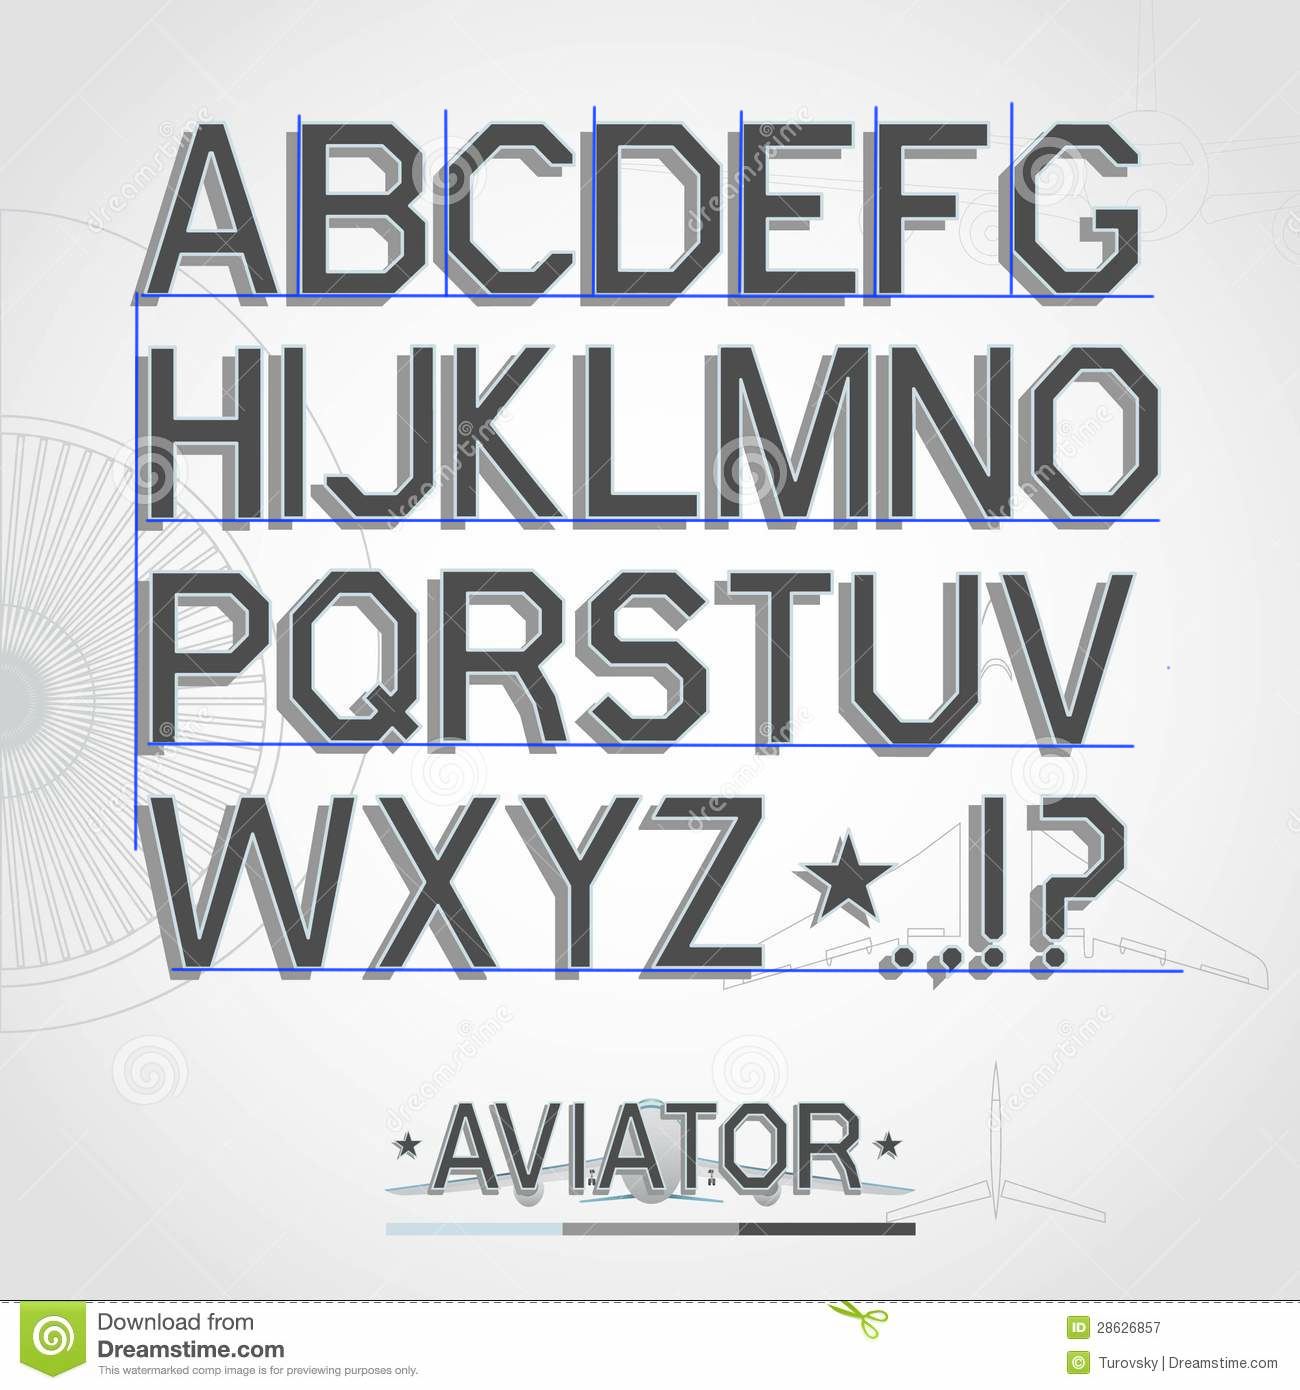 ABCDEFG
HIJKLMNO
PQRSTUV
WXYZ★.,!?
★AVIATOR★
Download from
Dreamstime.com
This watermarked comp image is for previewing purposes only.
ID 28626857
© Turovsky | Dreamstime.com
dreamstime